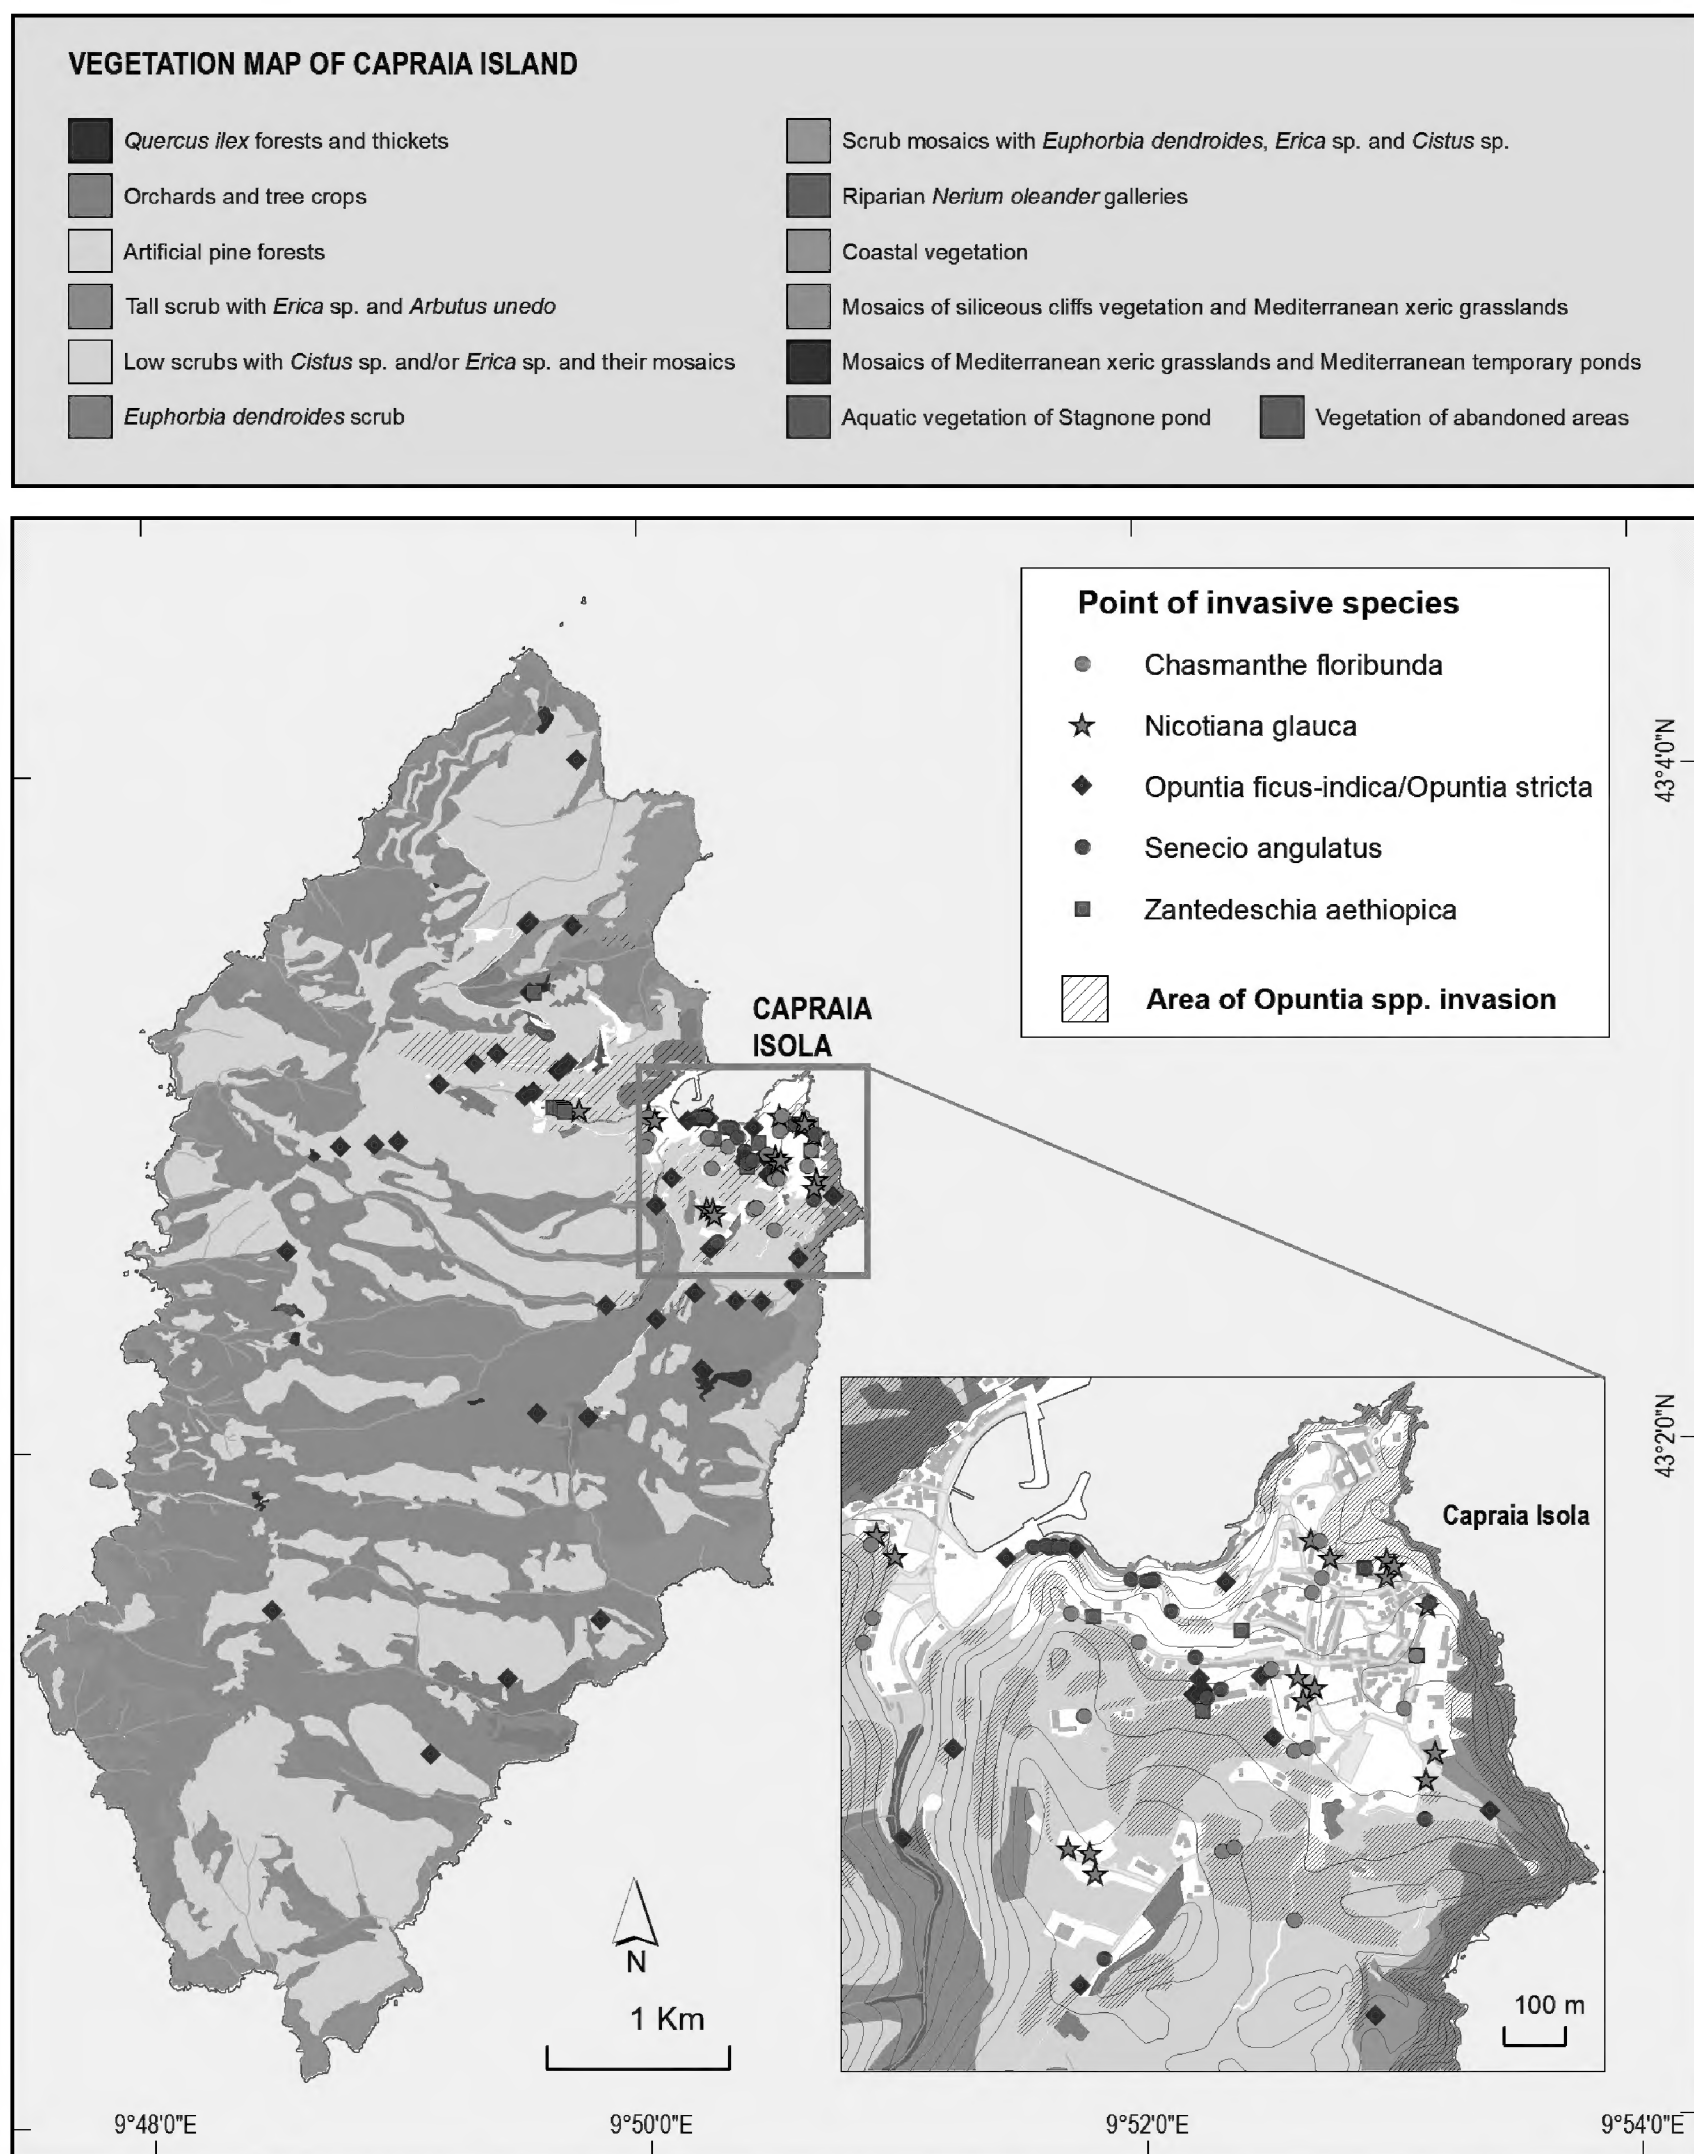 VEGETATION MAP OF CAPRAIA ISLAND
Quercus ilex forests and thickets
Orchards and tree crops
Artificial pine forests
Tall scrub with Erica sp. and Arbutus unedo
Low scrubs with Cistus sp. and/or Erica sp. and their mosaics
Euphorbia dendroides scrub
Scrub mosaics with Euphorbia dendroides, Erica sp. and Cistus sp.
Riparian Nerium oleander galleries
Coastal vegetation
Mosaics of siliceous cliffs vegetation and Mediterranean xeric grasslands
Mosaics of Mediterranean xeric grasslands and Mediterranean temporary ponds
Aquatic vegetation of Stagnone pond
Vegetation of abandoned areas
Point of invasive species
Chasmanthe floribunda
Nicotiana glauca
Opuntia ficus-indica/Opuntia stricta
Senecio angulatus
Zantedeschia aethiopica
Area of Opuntia spp. invasion
43°4'0"N
CAPRAIA
ISOLA
43°2'0"N
Capraia Isola
100 m
N
1 Km
9°48'0"E
9°50'0"E
9°52'0"E
9°54'0"E